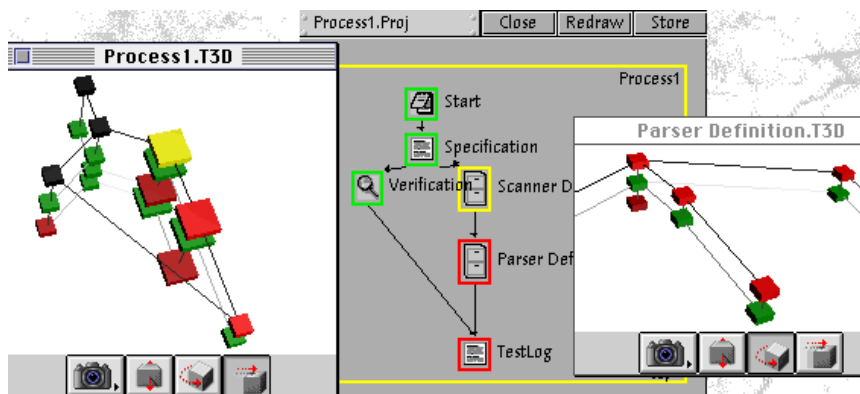 Process1.Proj
Close
Redraw
Store
Process1.T3D
Process1
Start
Specification
Verification
Scanner D
Parser Def
TestLog
Parser Definition.T3D